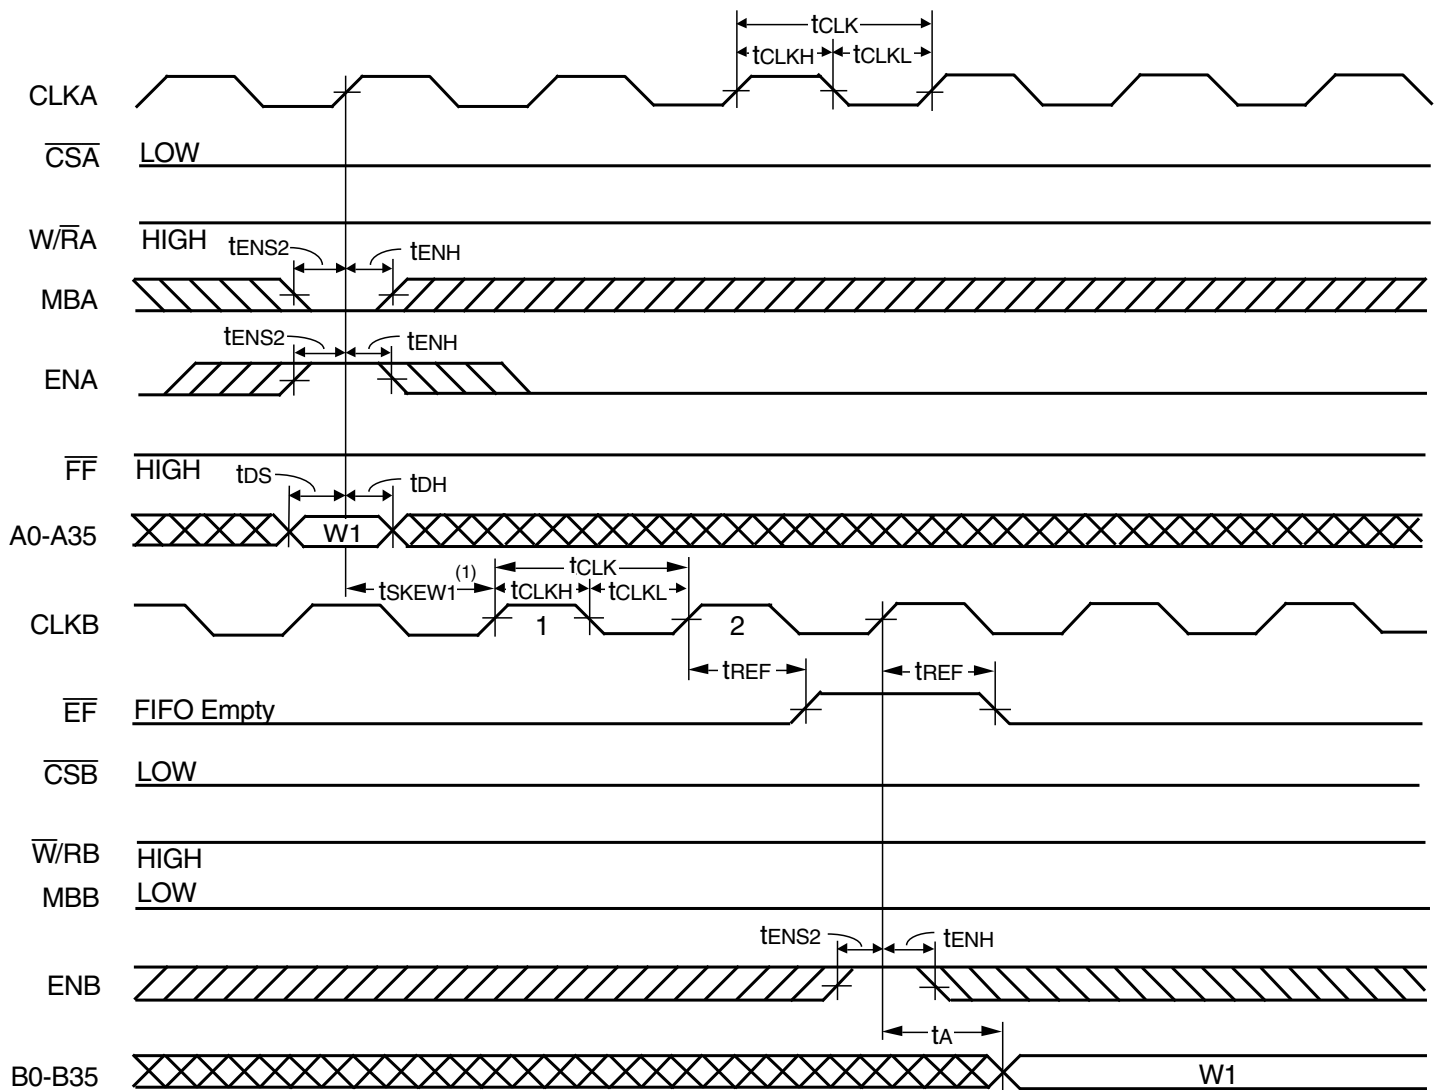 tCLK
tCLKH tCLKL
CLKA
CSA LOW
W/RA HIGH
tENS2 tENH
MBA
tENS2 tENH
ENA
FF HIGH
tDS tDH
A0-A35 W1
tSKEW1(1) tCLK
tCLKH tCLKL
CLKB 1 2
tREF tREF
EF FIFO Empty
CSB LOW
W/RB HIGH
MBB LOW
tENS2 tENH
ENB
tA
B0-B35 W1